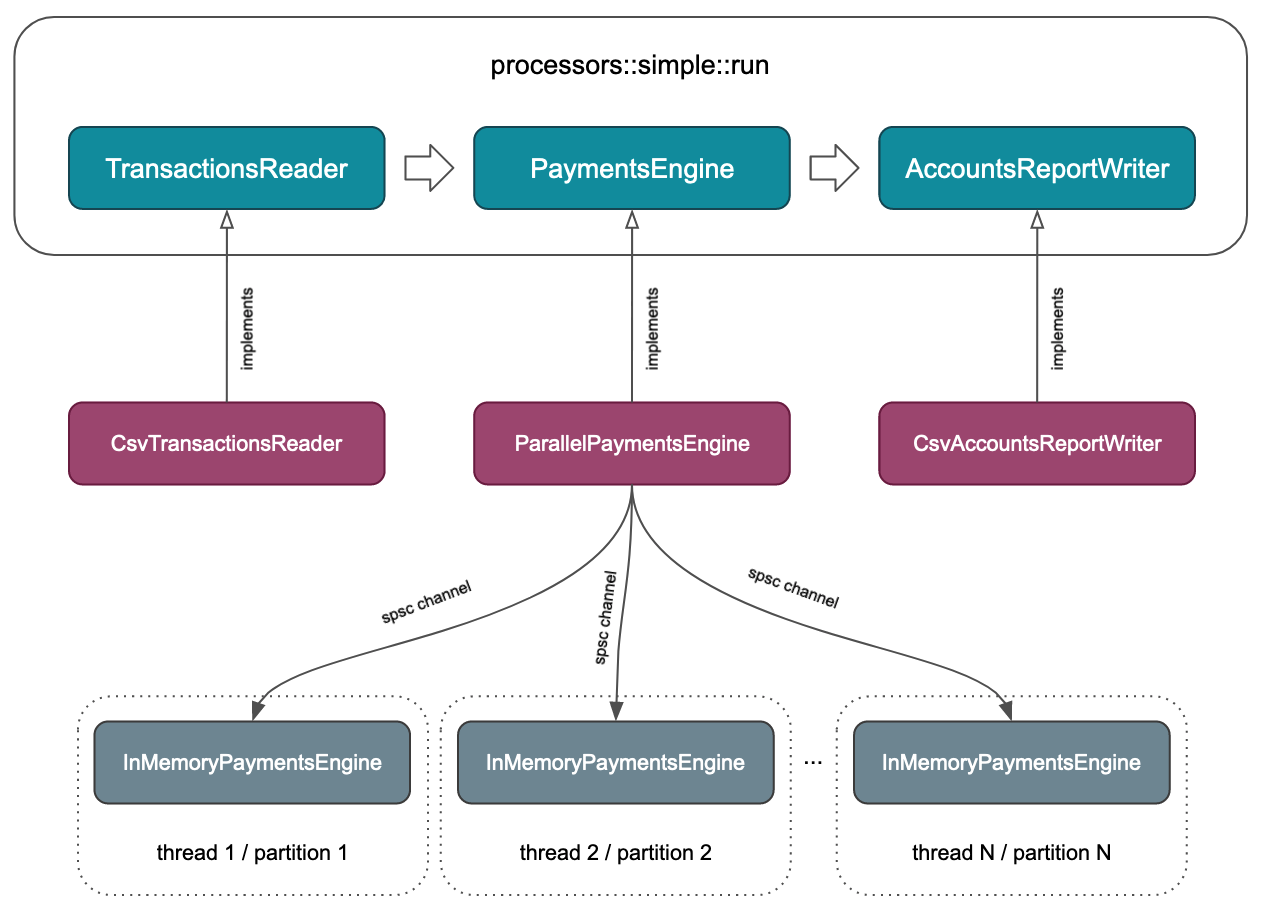 processors::simple::run
TransactionsReader
PaymentsEngine
AccountsReportWriter
implements
implements
implements
CsvTransactionsReader
ParallelPaymentsEngine
CsvAccountsReportWriter
spsc channel
spsc channel
spsc channel
InMemoryPaymentsEngine
InMemoryPaymentsEngine
...
InMemoryPaymentsEngine
thread 1 / partition 1
thread 2 / partition 2
thread N / partition N